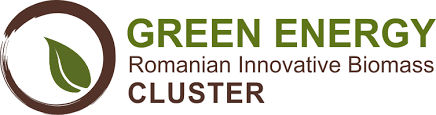 GREEN ENERGY
Romanian Innovative Biomass
CLUSTER